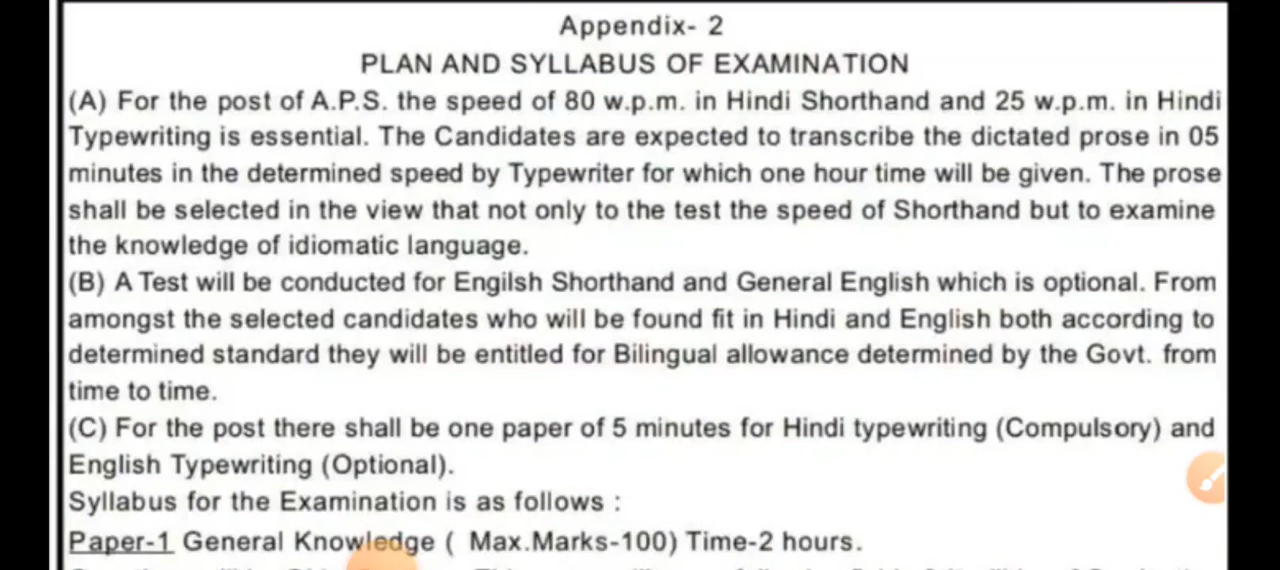 Appendix- 2
PLAN AND SYLLABUS OF EXAMINATION
(A) For the post of A.P.S. the speed of 80 w.p.m. in Hindi Shorthand and 25 w.p.m. in Hindi
Typewriting is essential. The Candidates are expected to transcribe the dictated prose in 05
minutes in the determined speed by Typewriter for which one hour time will be given. The prose
shall be selected in the view that not only to the test the speed of Shorthand but to examine
the knowledge of idiomatic language.
(B) A Test will be conducted for Engilsh Shorthand and General English which is optional. From
amongst the selected candidates who will be found fit in Hindi and English both according to
determined standard they will be entitled for Bilingual allowance determined by the Govt. from
time to time.
(C) For the post there shall be one paper of 5 minutes for Hindi typewriting (Compulsory) and
English Typewriting (Optional).
Syllabus for the Examination is as follows :
Paper-1 General Knowledge ( Max.Marks-100) Time-2 hours.